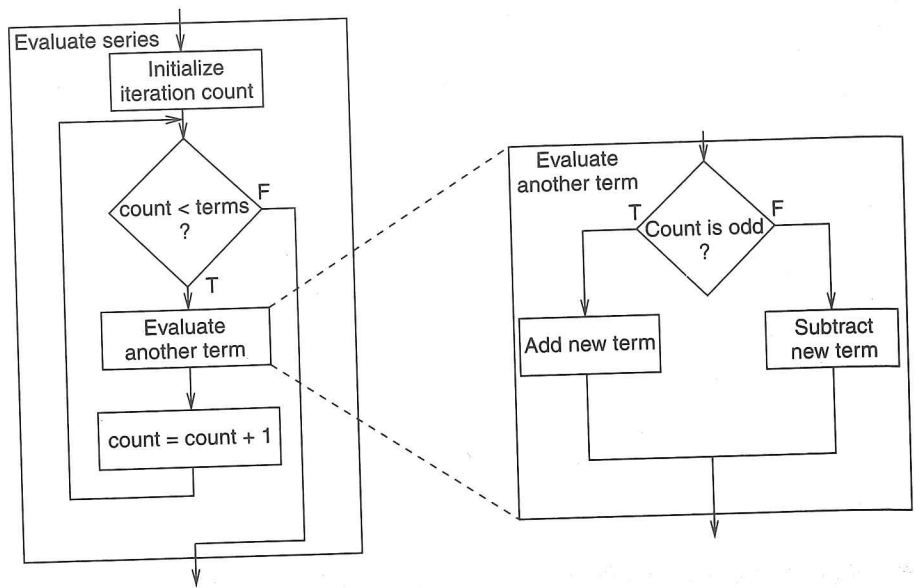 Evaluate series
Initialize
iteration count
count < terms
?
F
T
Evaluate
another term
count = count + 1
Evaluate
another term
T
F
Count is odd
?
Add new term
Subtract
new term